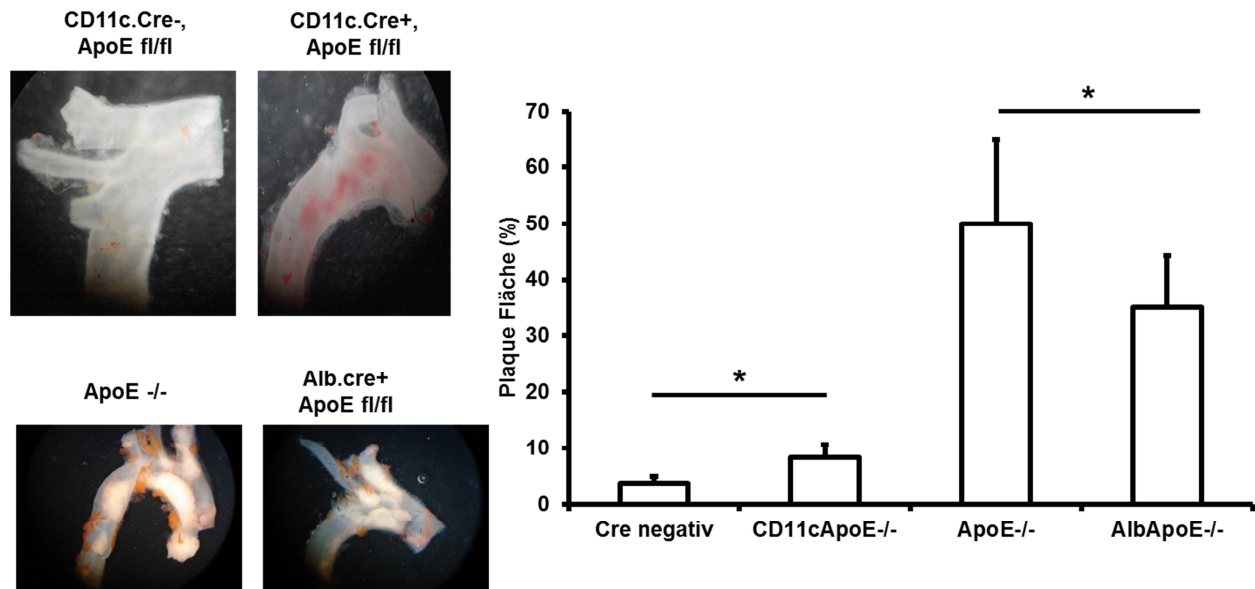 CD11c.Cre-,
ApoE fl/fl
CD11c.Cre+,
ApoE fl/fl
ApoE -/-
Alb.cre+
ApoE fl/fl
Plaque Fläche (%)
70
60
50
40
30
20
10
0
*
*
Cre negativ
CD11cApoE-/-
ApoE-/-
AlbApoE-/-